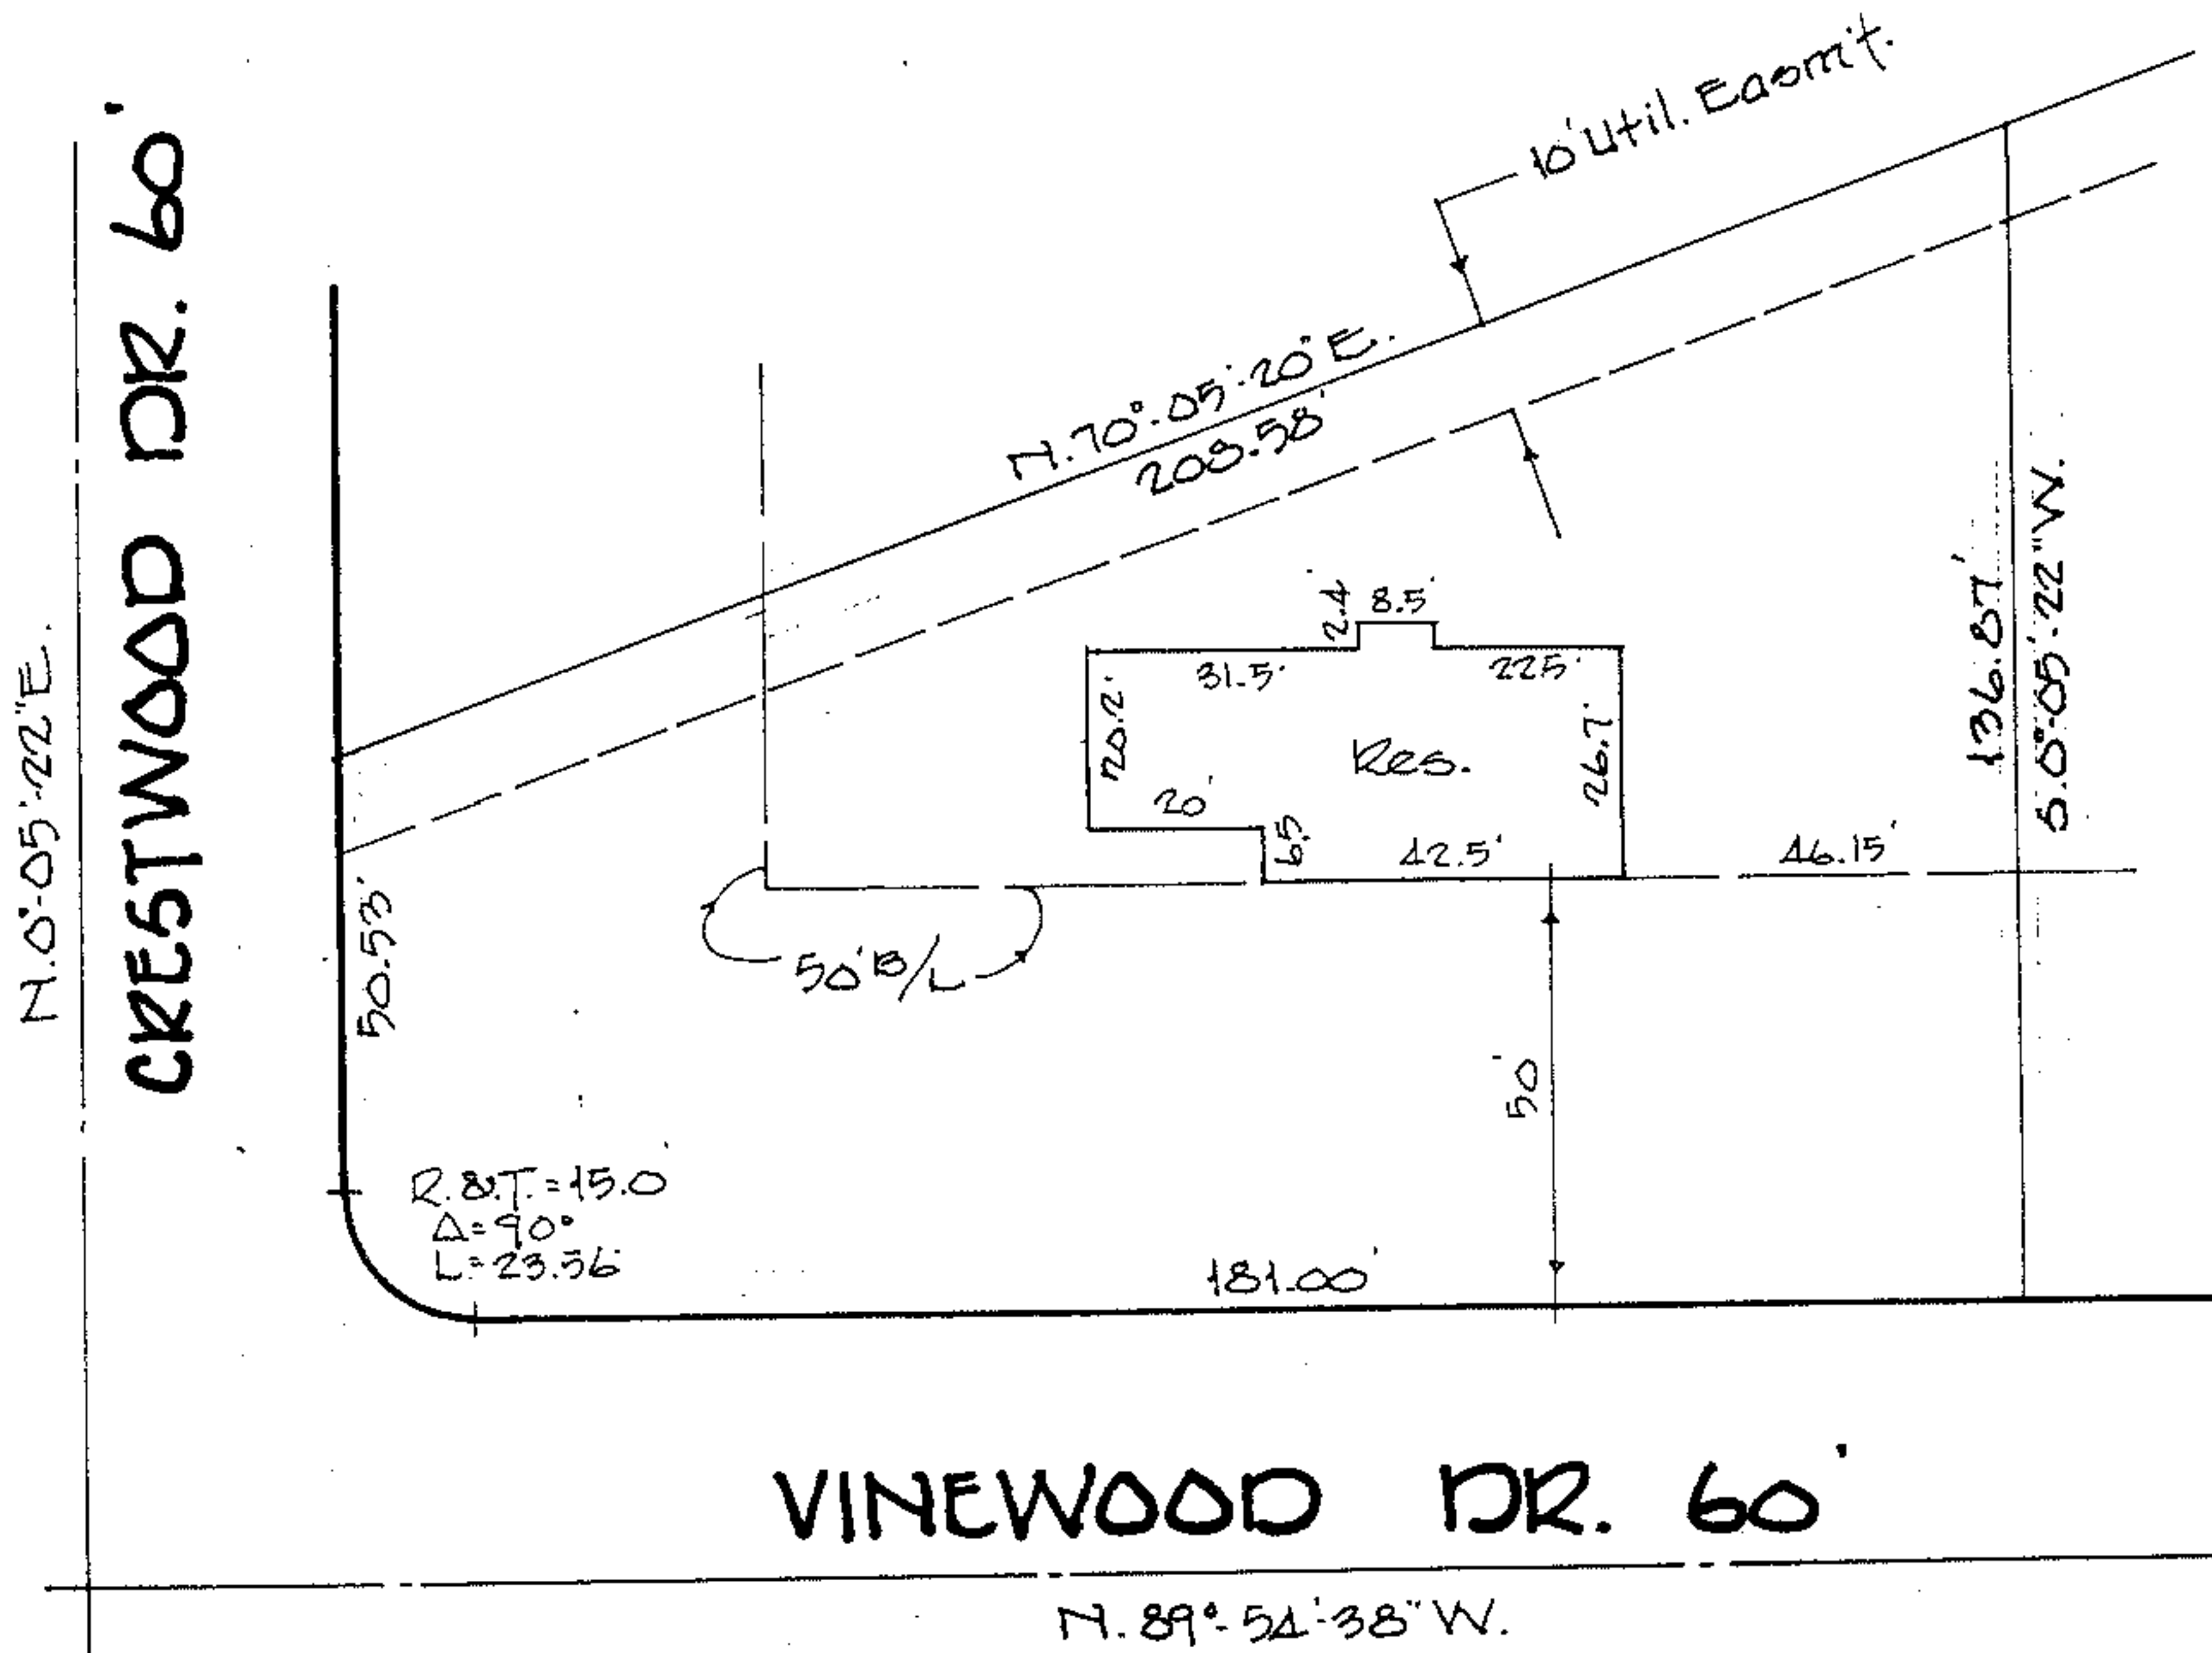 10' Util. Easm't.
CRESTWOOD DR. 60'
N.0°-05'-22"E.
N.70°-05'-20"E.
208.58'
2.4
8.5'
31.5'
22.5'
20.2'
Res.
26.7'
20'
6.5
42.5'
46.15'
136.87'
S.0°-05'-22"W.
50.53'
50' B/L
50'
R.&T.=15.0'
Δ=90°
L=23.56'
181.00'
VINEWOOD DR. 60'
N.89°-54'-38"W.